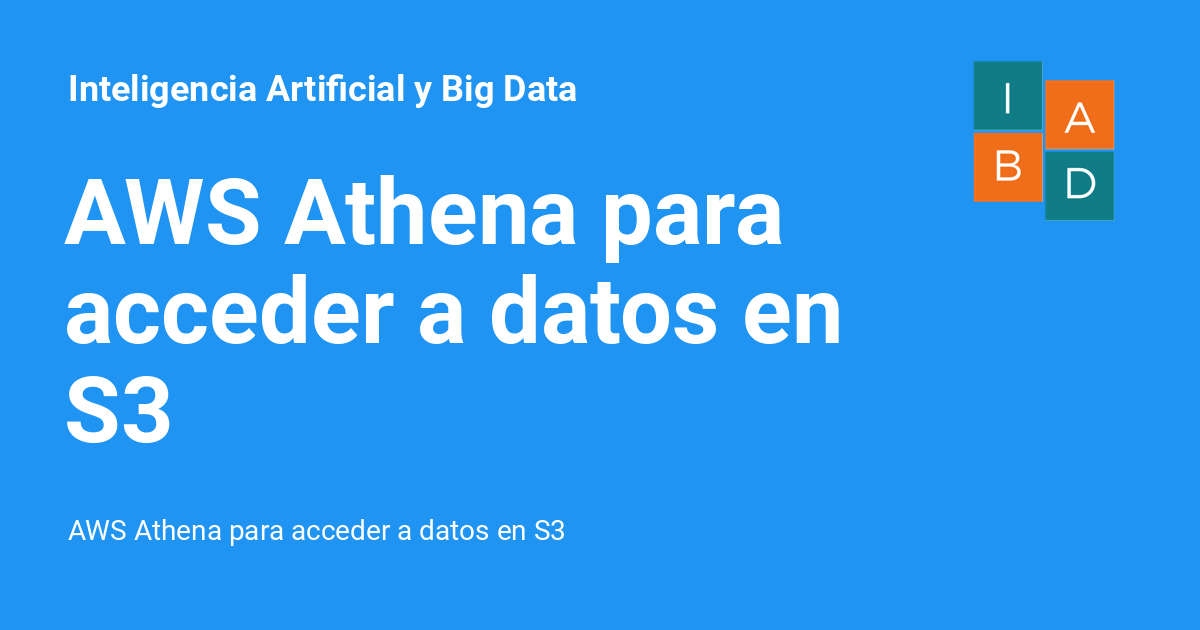 Inteligencia Artificial y Big Data
I
A
B
D
AWS Athena para
acceder a datos en
S3
AWS Athena para acceder a datos en S3